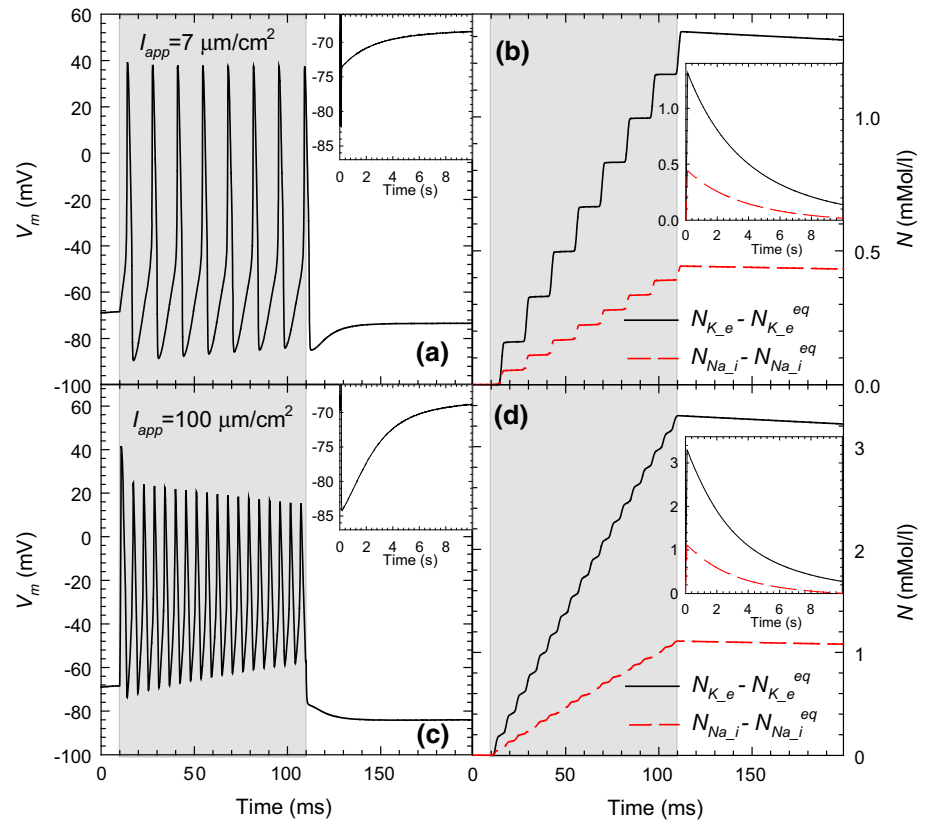 I_app=7 μm/cm²
(a)
V_m (mV)
60
40
20
0
-20
-40
-60
-80
-100
-70
-75
-80
-85
0 2 4 6 8
Time (s)
(b)
N (mMol/l)
1.0
0.5
0.0
1.0
0.5
0.0
0 2 4 6 8
Time (s)
N_K_e - N_K_e^eq
N_Na_i - N_Na_i^eq
I_app=100 μm/cm²
(c)
V_m (mV)
60
40
20
0
-20
-40
-60
-80
-100
-70
-75
-80
-85
0 2 4 6 8
Time (s)
0 50 100 150
Time (ms)
(d)
N (mMol/l)
3
2
1
0
3
2
1
0
0 2 4 6 8
Time (s)
N_K_e - N_K_e^eq
N_Na_i - N_Na_i^eq
0 50 100 150
Time (ms)